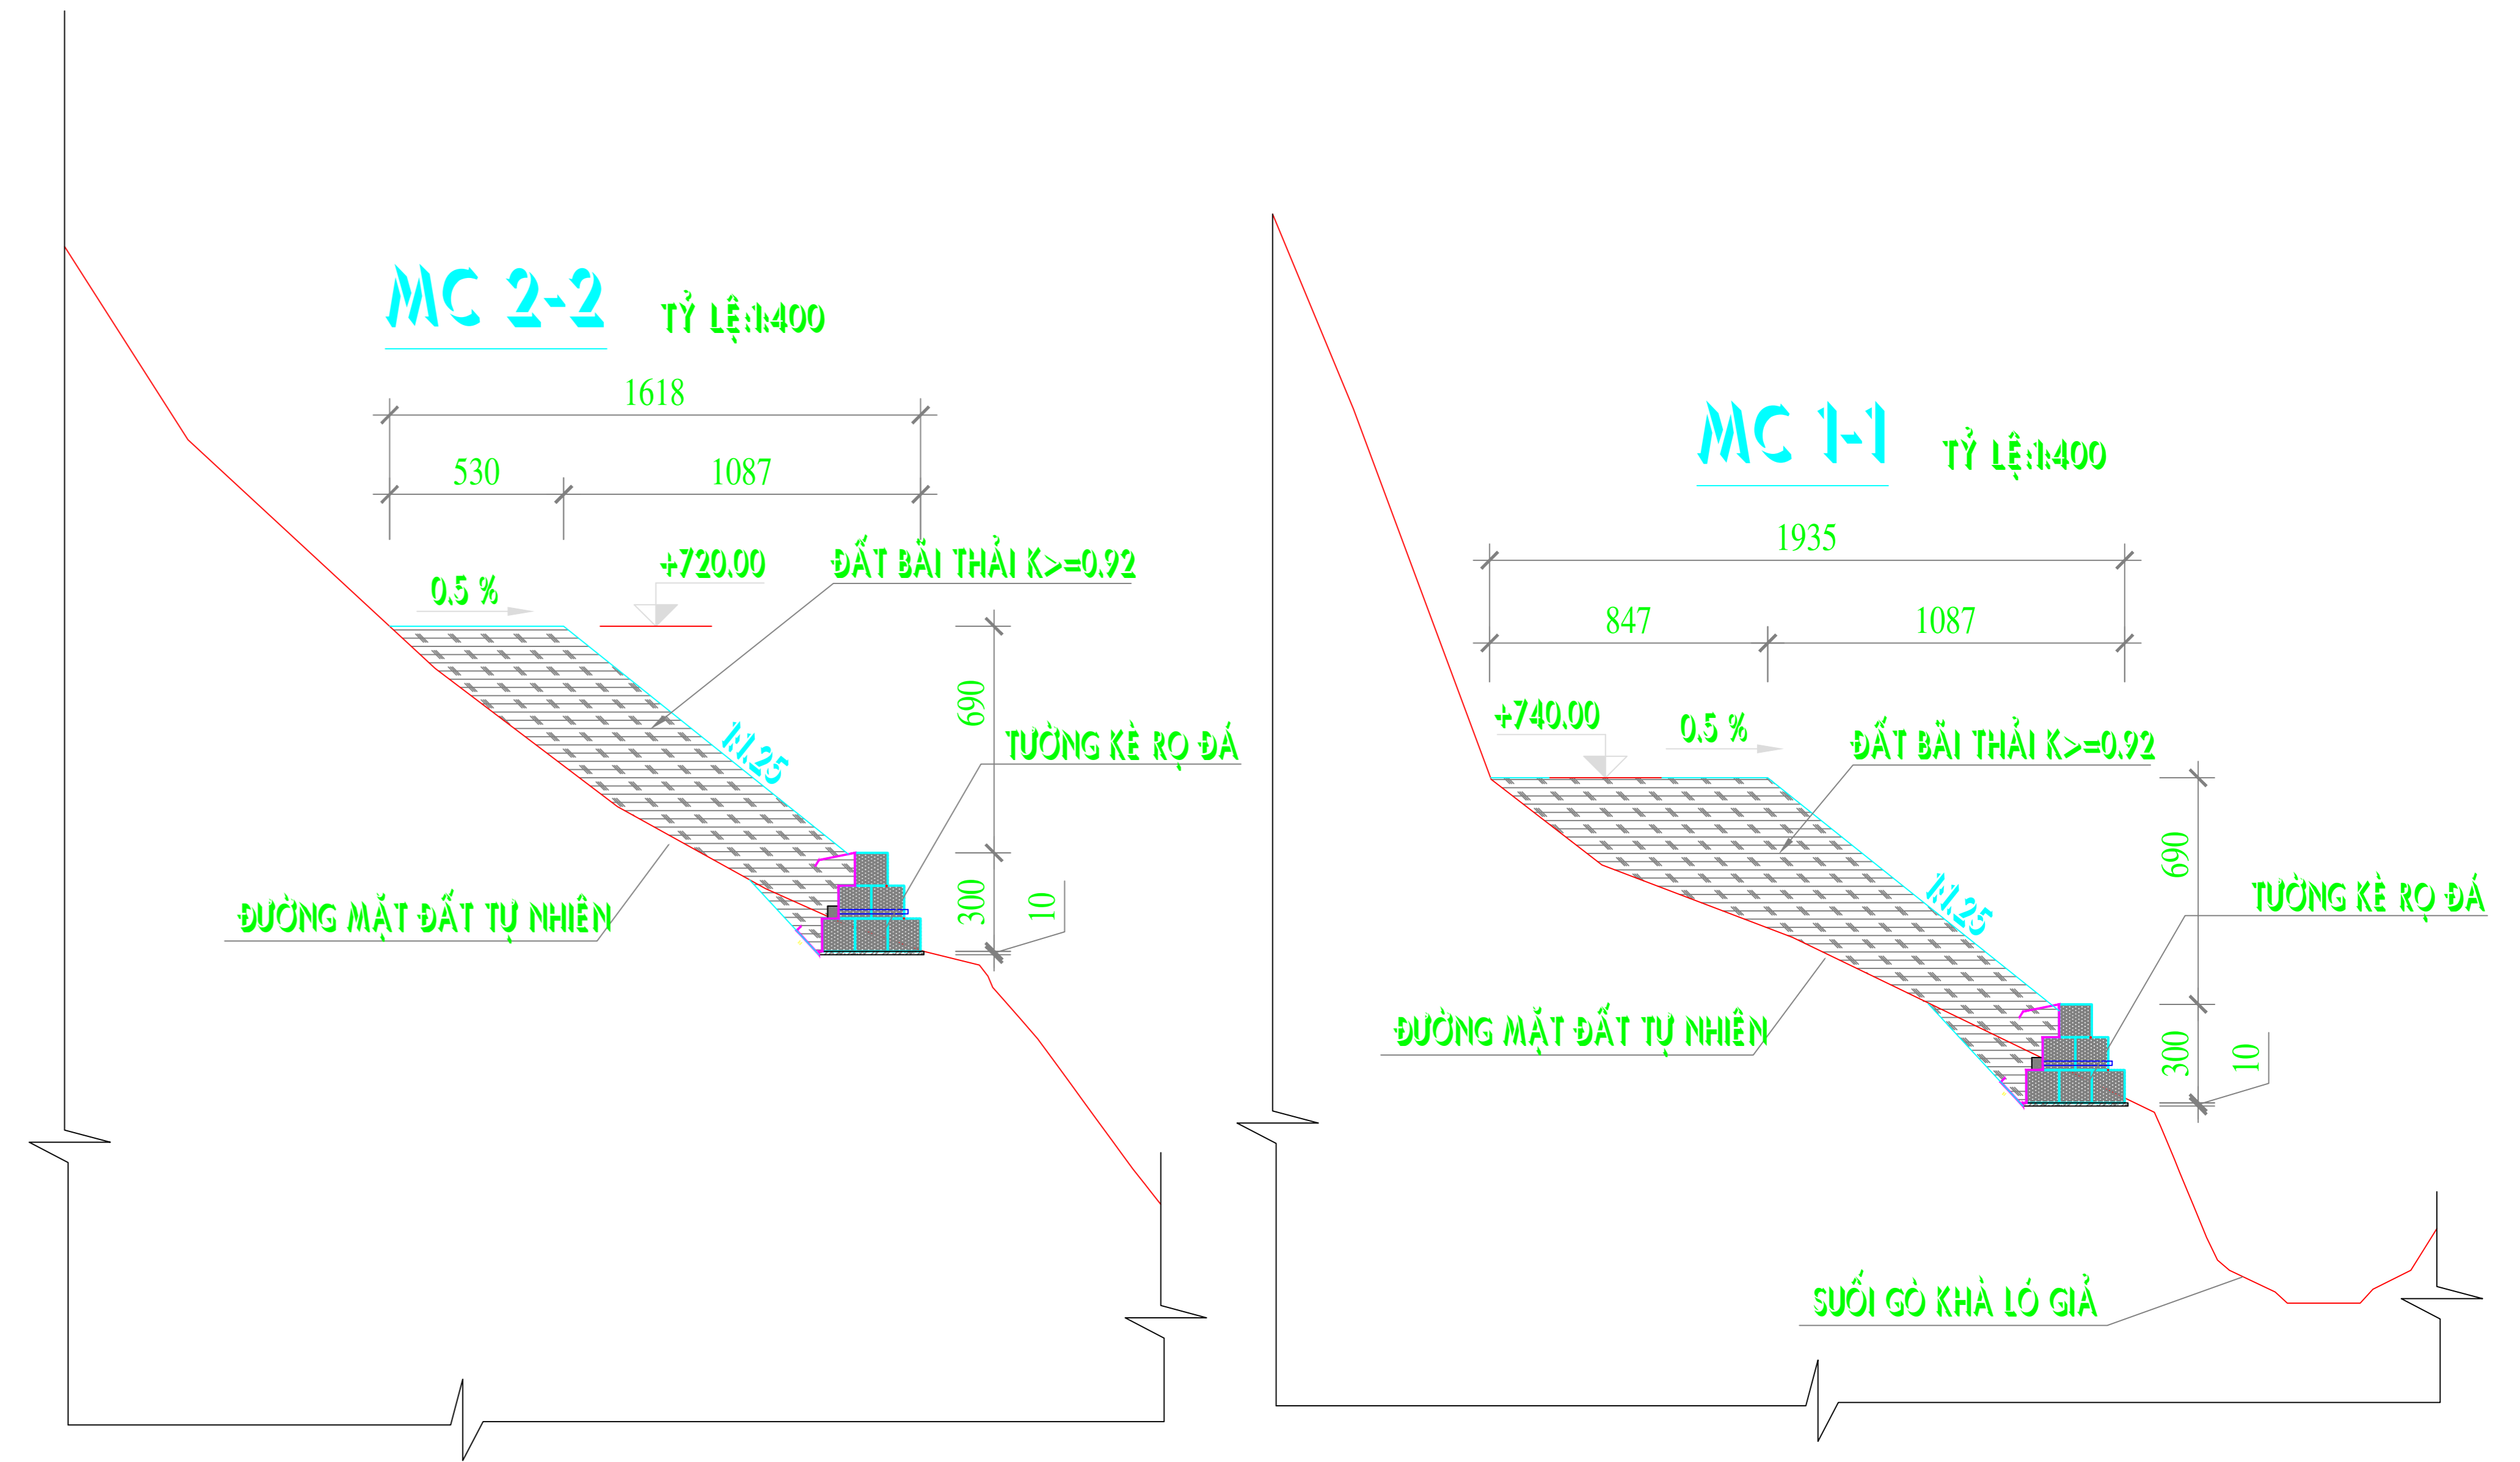 MC 2-2
TỶ LỆ:1:400
1618
530
1087
+720.00
0.5 %
ĐẤT BÃI THẢI K>=0.92
690
1/1.25
TƯỜNG KÈ RỌ ĐÁ
300
10
ĐƯỜNG MẶT ĐẤT TỰ NHIÊN
MC 1-1
TỶ LỆ:1:400
1935
847
1087
+740.00
0.5 %
ĐẤT BÃI THẢI K>=0.92
690
1/1.25
TƯỜNG KÈ RỌ ĐÁ
300
10
ĐƯỜNG MẶT ĐẤT TỰ NHIÊN
SUỐI GÒ KHÀ LÓ GIẢ